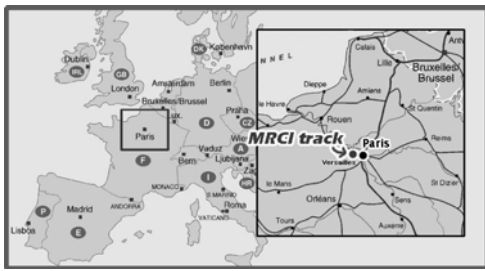 Dublin
IRL
GB
London
DK
København
Amsterdam
Berlin
Bruxelles/Brussel
Lux.
D
Praha
CZ
Paris
F
Vaduz
Bern
A
Ljubljana
HR
I
MONACO
S.MARINO
ANDORRA
Roma
VATICANO
P
Madrid
E
Lisboa
NNEL
Calais
Lille
Bruxelles/
Brussel
Dieppe
Amiens
le Havre
Rouen
St Quentin
Reims
MRCI track
Paris
Versailles
St Dizier
le Mans
Orléans
Sens
Tours
Auxerre